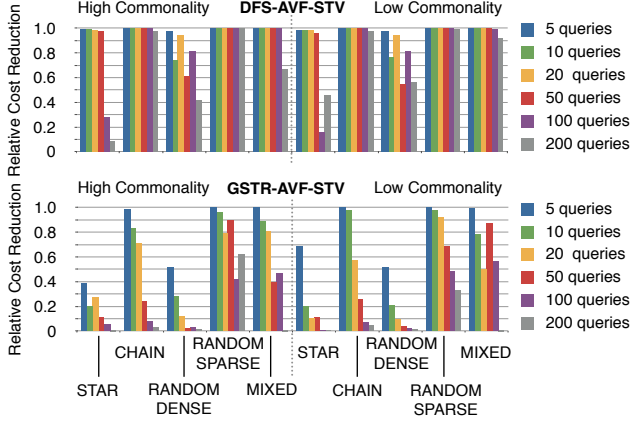 High Commonality DFS-AVF-STV Low Commonality
Relative Cost Reduction
1.0
0.8
0.6
0.4
0.2
0
5 queries
10 queries
20 queries
50 queries
100 queries
200 queries
High Commonality GSTR-AVF-STV Low Commonality
Relative Cost Reduction
1.0
0.8
0.6
0.4
0.2
0
5 queries
10 queries
20 queries
50 queries
100 queries
200 queries
STAR
CHAIN
RANDOM
DENSE
RANDOM
SPARSE
MIXED
STAR
CHAIN
RANDOM
DENSE
RANDOM
SPARSE
MIXED